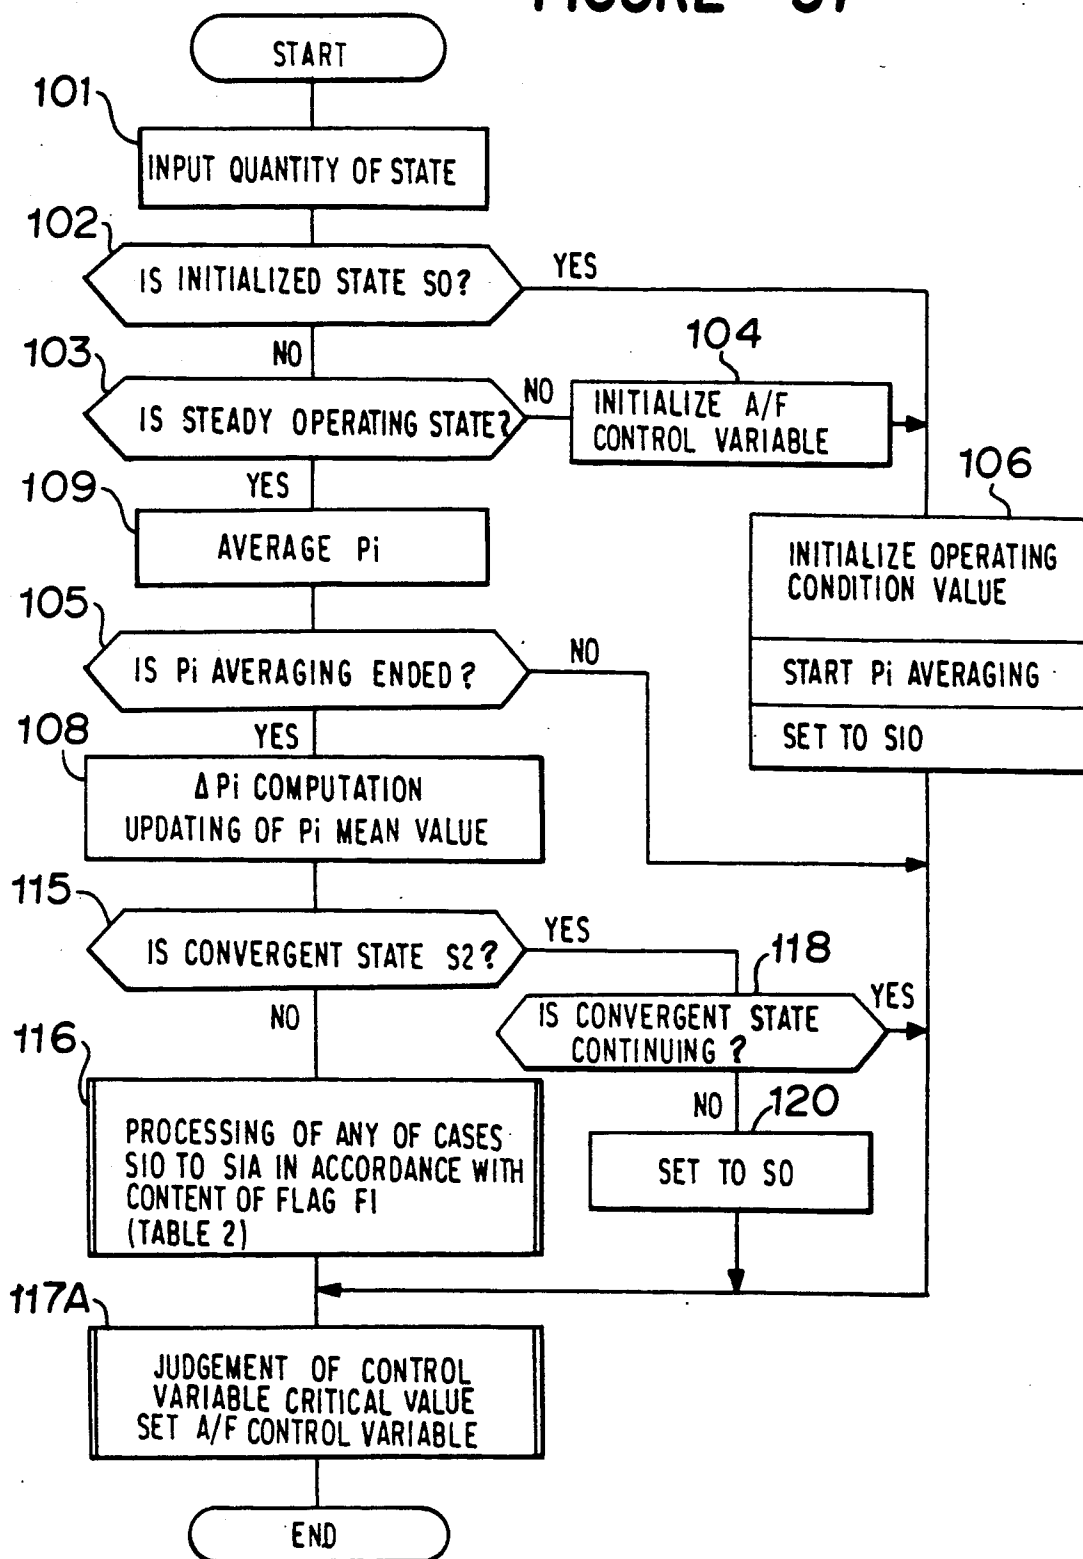 START
101
INPUT QUANTITY OF STATE
102
IS INITIALIZED STATE S0?
YES
NO
103
IS STEADY OPERATING STATE?
NO
104
INITIALIZE A/F
CONTROL VARIABLE
YES
109
AVERAGE Pi
106
INITIALIZE OPERATING
CONDITION VALUE
START Pi AVERAGING
SET TO S10
105
IS Pi AVERAGING ENDED?
NO
YES
108
ΔPi COMPUTATION
UPDATING OF Pi MEAN VALUE
115
IS CONVERGENT STATE S2?
YES
118
IS CONVERGENT STATE
CONTINUING?
YES
NO
NO
120
SET TO S0
116
PROCESSING OF ANY OF CASES
S10 TO S1A IN ACCORDANCE WITH
CONTENT OF FLAG F1
(TABLE 2)
117A
JUDGEMENT OF CONTROL
VARIABLE CRITICAL VALUE
SET A/F CONTROL VARIABLE
END